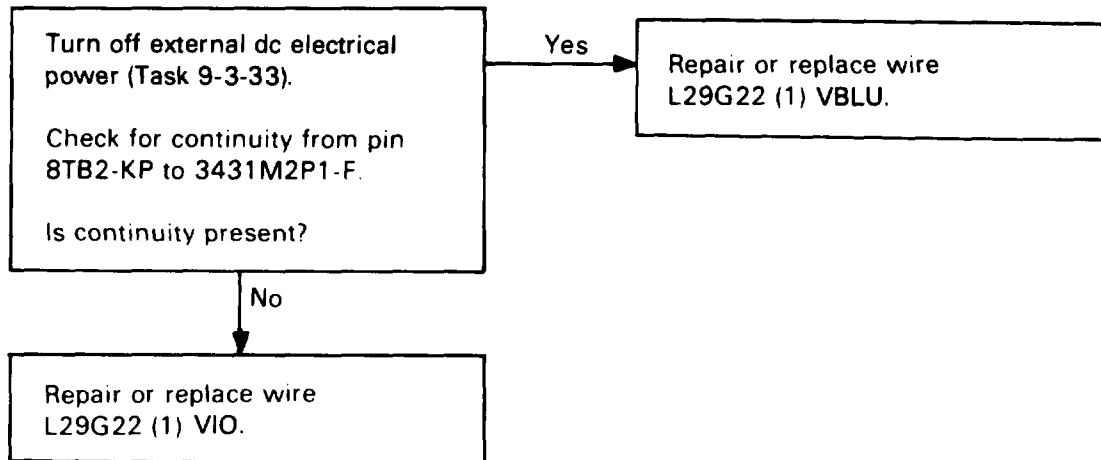 Turn off external dc electrical
power (Task 9-3-33).
Check for continuity from pin
8TB2-KP to 3431M2P1-F.
Is continuity present?
Yes
Repair or replace wire
L29G22 (1) VBLU.
No
Repair or replace wire
L29G22 (1) VIO.